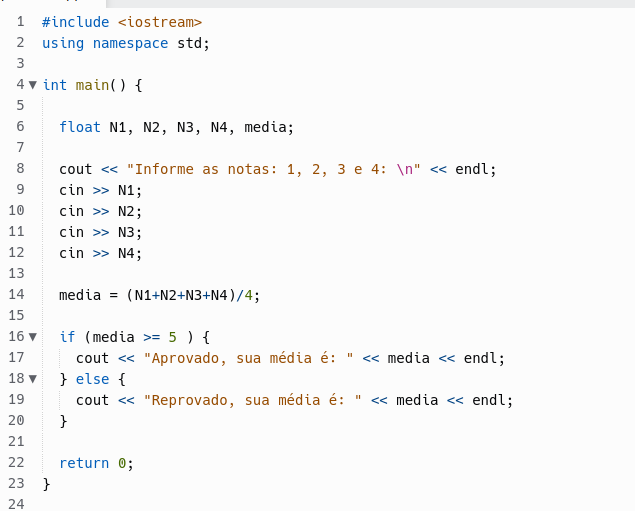 1 #include <iostream>
2 using namespace std;
3
4 ▼ int main() {
5
6 float N1, N2, N3, N4, media;
7
8 cout << "Informe as notas: 1, 2, 3 e 4: \n" << endl;
9 cin >> N1;
10 cin >> N2;
11 cin >> N3;
12 cin >> N4;
13
14 media = (N1+N2+N3+N4)/4;
15
16 ▼ if (media >= 5 ) {
17 cout << "Aprovado, sua média é: " << media << endl;
18 ▼ } else {
19 cout << "Reprovado, sua média é: " << media << endl;
20 }
21
22 return 0;
23 }
24